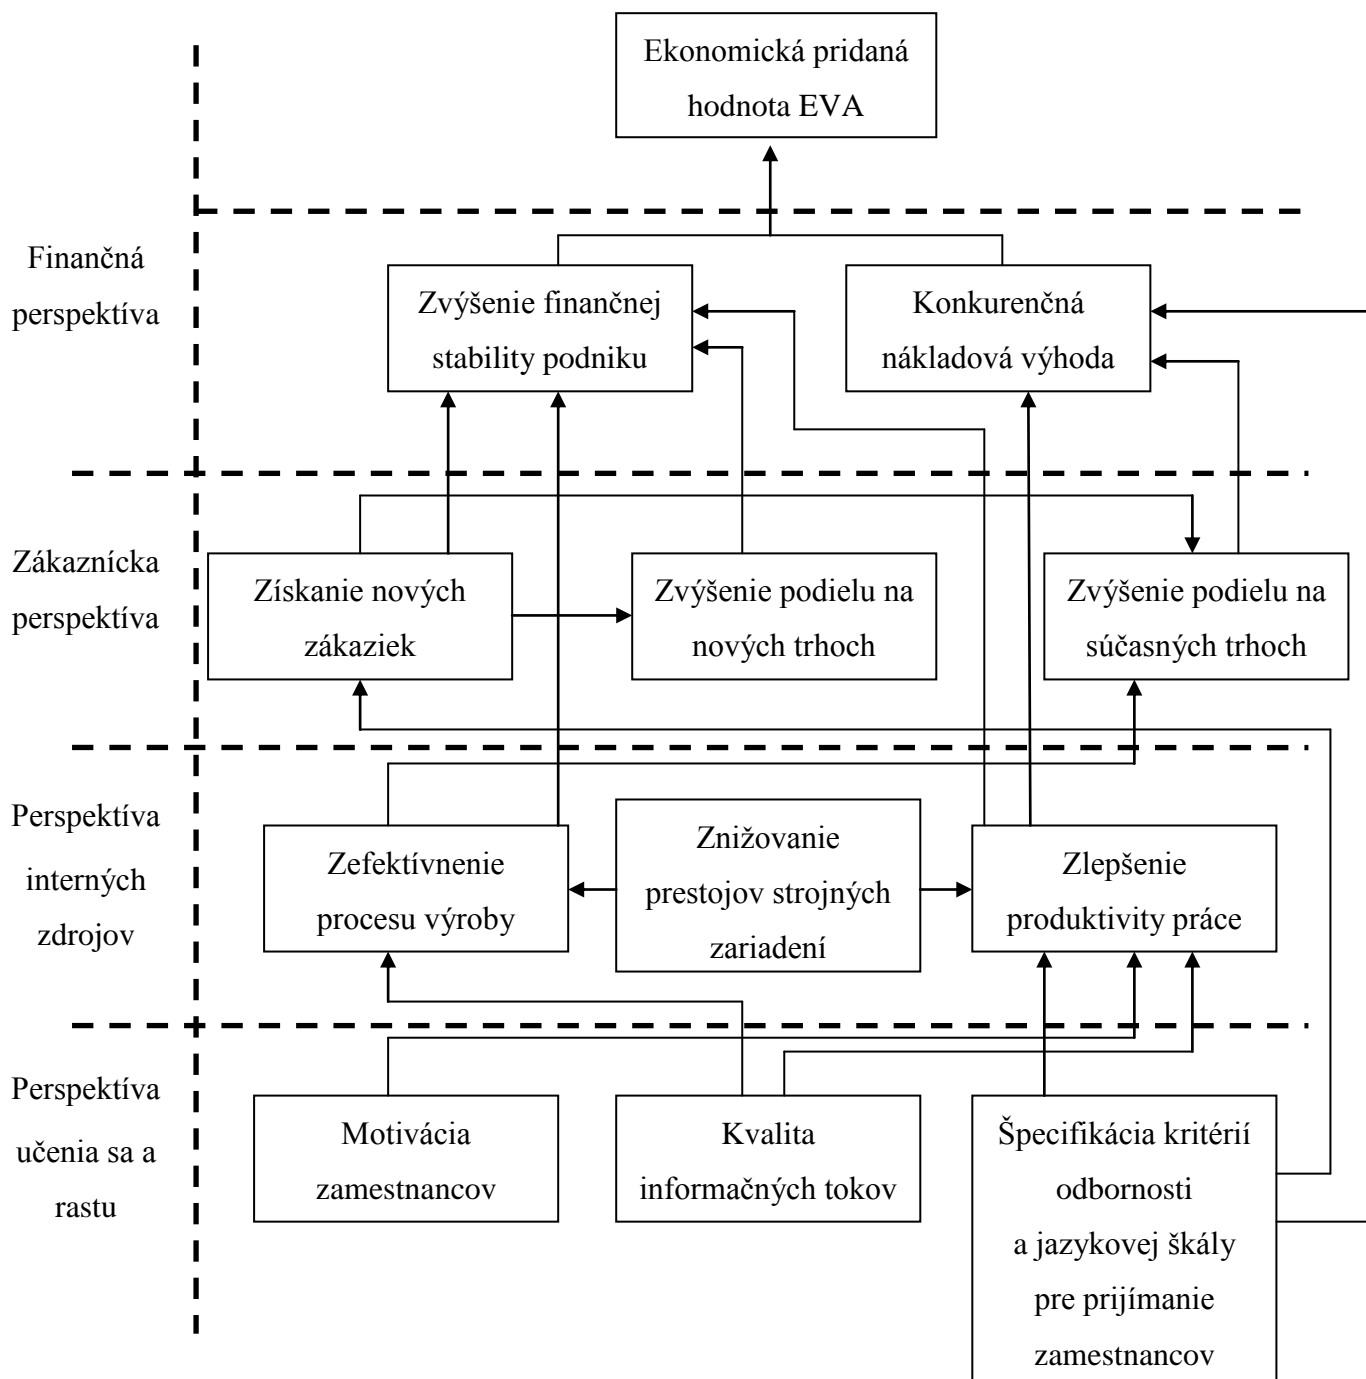 Ekonomická pridaná
hodnota EVA
Finančná
perspektíva
Zvýšenie finančnej
stability podniku
Konkurenčná
nákladová výhoda
Zákaznícka
perspektíva
Získanie nových
zákaziek
Zvýšenie podielu na
nových trhoch
Zvýšenie podielu na
súčasných trhoch
Perspektíva
interných
zdrojov
Zefektívnenie
procesu výroby
Znižovanie
prestojov strojných
zariadení
Zlepšenie
produktivity práce
Perspektíva
učenia sa a
rastu
Motivácia
zamestnancov
Kvalita
informačných tokov
Špecifikácia kritérií
odbornosti
a jazykovej škály
pre prijímanie
zamestnancov